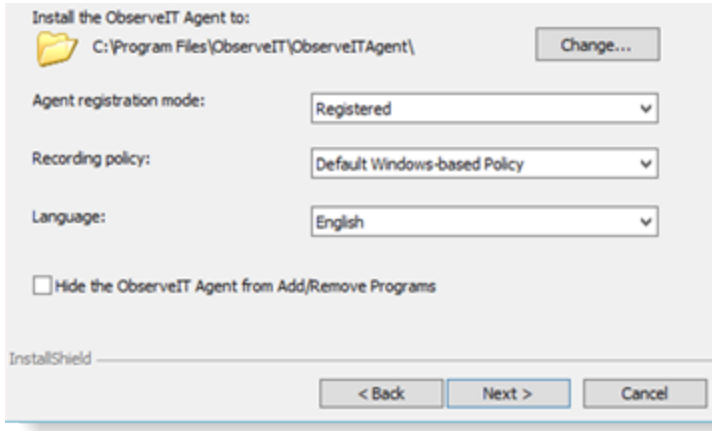 Install the ObserveIT Agent to:
C:\Program Files\ObserveIT\ObserveITAgent\
Change...
Agent registration mode:
Registered
Recording policy:
Default Windows-based Policy
Language:
English
Hide the ObserveIT Agent from Add/Remove Programs
InstallShield
< Back
Next >
Cancel